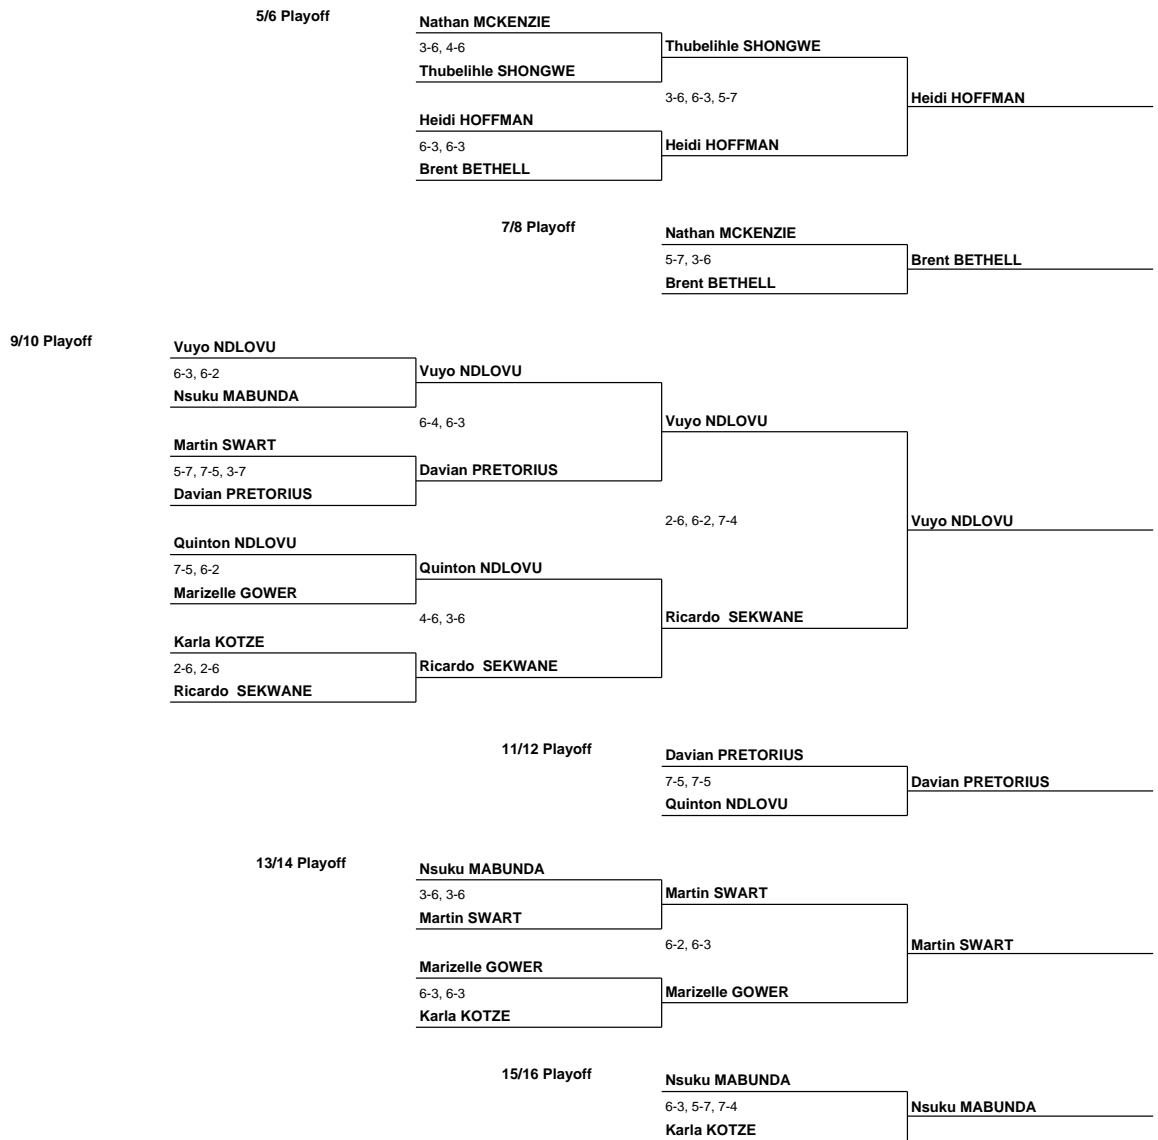 5/6 Playoff
Nathan MCKENZIE
3-6, 4-6
Thubelihle SHONGWE
Thubelihle SHONGWE
3-6, 6-3, 5-7
Heidi HOFFMAN
Heidi HOFFMAN
6-3, 6-3
Heidi HOFFMAN
Brent BETHELL
7/8 Playoff
Nathan MCKENZIE
5-7, 3-6
Brent BETHELL
Brent BETHELL
9/10 Playoff
Vuyo NDLOVU
6-3, 6-2
Vuyo NDLOVU
Nsuku MABUNDA
6-4, 6-3
Vuyo NDLOVU
Martin SWART
5-7, 7-5, 3-7
Davian PRETORIUS
Davian PRETORIUS
2-6, 6-2, 7-4
Vuyo NDLOVU
Quinton NDLOVU
7-5, 6-2
Quinton NDLOVU
Marizelle GOWER
4-6, 3-6
Ricardo  SEKWANE
Karla KOTZE
2-6, 2-6
Ricardo  SEKWANE
Ricardo  SEKWANE
11/12 Playoff
Davian PRETORIUS
7-5, 7-5
Davian PRETORIUS
Quinton NDLOVU
13/14 Playoff
Nsuku MABUNDA
3-6, 3-6
Martin SWART
Martin SWART
6-2, 6-3
Martin SWART
Marizelle GOWER
6-3, 6-3
Marizelle GOWER
Karla KOTZE
15/16 Playoff
Nsuku MABUNDA
6-3, 5-7, 7-4
Nsuku MABUNDA
Karla KOTZE